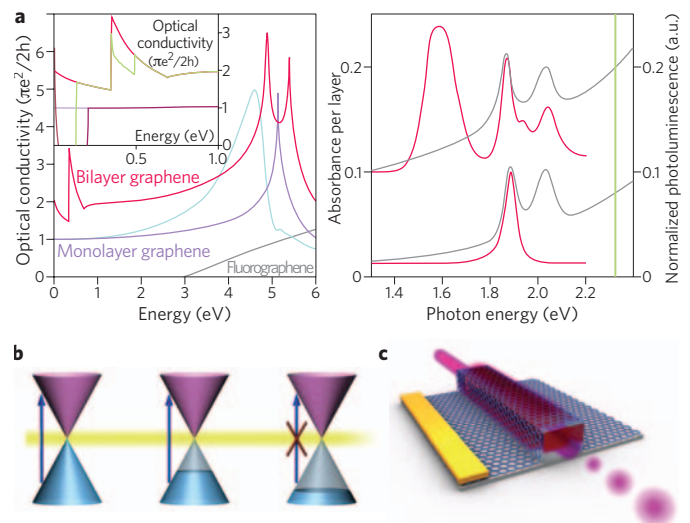 a
Optical conductivity (πe²/2h)
6
5
4
3
2
1
0
Optical
conductivity
(πe²/2h)
3
2
1
0
0.5
1.0
Energy (eV)
Bilayer graphene
Monolayer graphene
Fluorographene
0 1 2 3 4 5 6
Energy (eV)
Absorbance per layer
0.2
0.1
0
0.2
0.1
0
Normalized photoluminescence (a.u.)
1.4 1.6 1.8 2.0 2.2
Photon energy (eV)
b
c